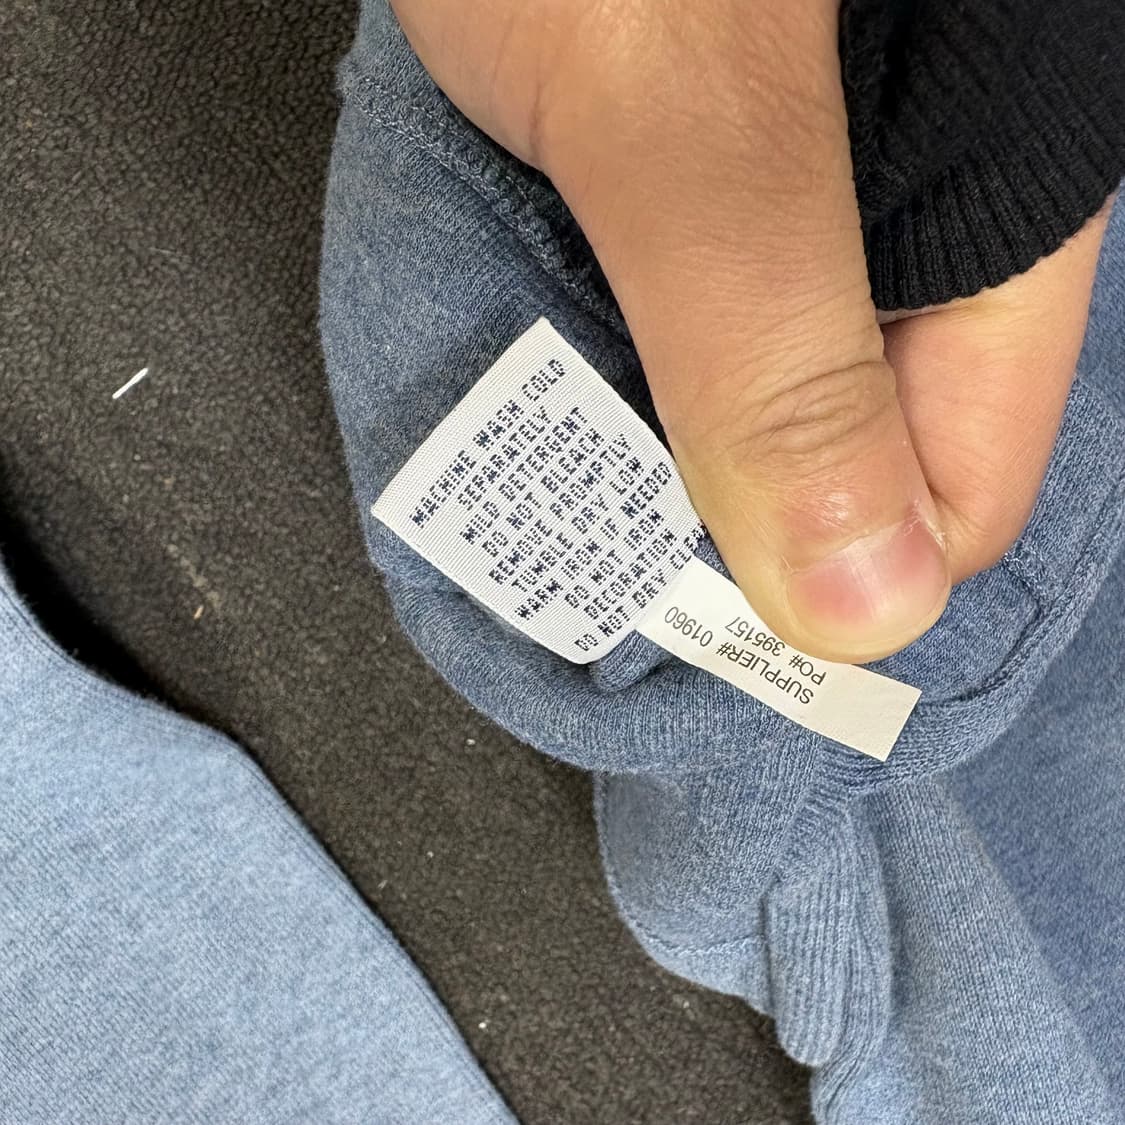 MACHINE WASH COLD
SEPARATELY
MILD DETERGENT
DO NOT BLEACH
REMOVE PROMPTLY
TUMBLE DRY LOW
WARM IRON IF NEEDED
DO NOT IRON
DECORATION
DO NOT DRY CLEAN
SUPPLIER# 01960
PO# 395157